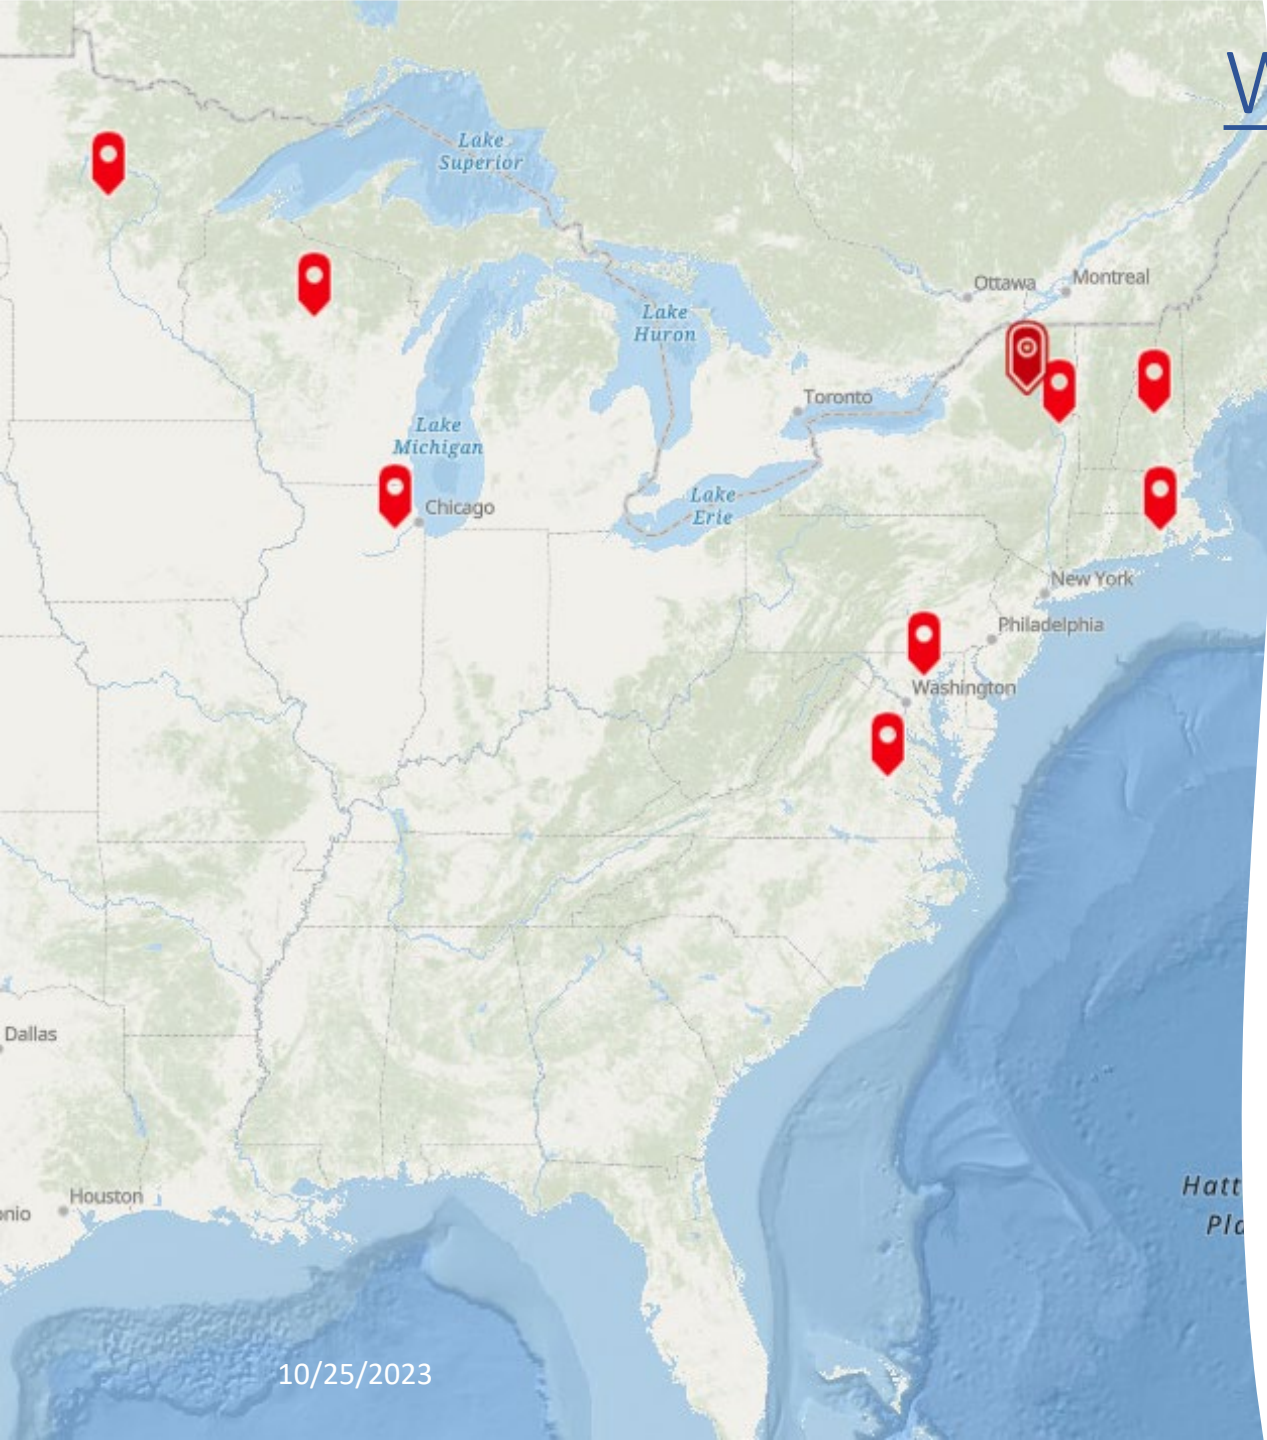 Lake
Superior
Ottawa
Montreal
Lake
Huron
Toronto
Lake
Michigan
Lake
Erie
Chicago
New York
Philadelphia
Washington
Dallas
Houston
10/25/2023